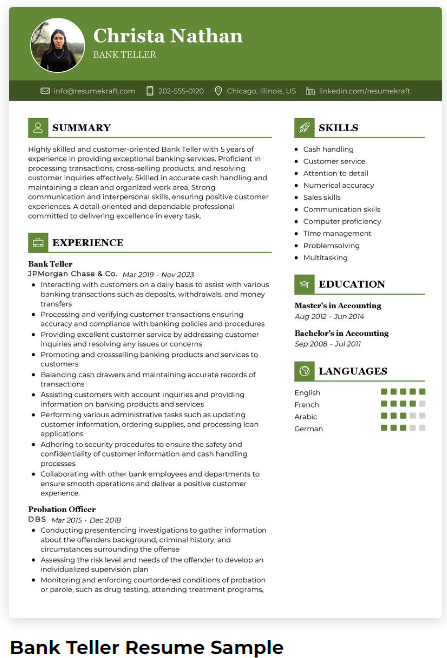 Christa Nathan
BANK TELLER
info@resumekraft.com
202-555-0120
Chicago, Illinois, US
linkedin.com/resumekraft
SUMMARY
Highly skilled and customer-oriented Bank Teller with 5 years of
experience in providing exceptional banking services. Proficient in
processing transactions, cross-selling products, and resolving
customer inquiries effectively. Skilled in accurate cash handling and
maintaining a clean and organized work area. Strong
communication and interpersonal skills, ensuring positive customer
experiences. A detail-oriented and dependable professional
committed to delivering excellence in every task.
EXPERIENCE
Bank Teller
JPMorgan Chase & Co. Mar 2019 - Nov 2023
Interacting with customers on a daily basis to assist with various
banking transactions such as deposits, withdrawals, and money
transfers
Processing and verifying customer transactions ensuring
accuracy and compliance with banking policies and procedures
Providing excellent customer service by addressing customer
inquiries and resolving any issues or concerns
Promoting and crossselling banking products and services to
customers
Balancing cash drawers and maintaining accurate records of
transactions
Assisting customers with account inquiries and providing
information on banking products and services
Performing various administrative tasks such as updating
customer information, ordering supplies, and processing loan
applications
Adhering to security procedures to ensure the safety and
confidentiality of customer information and cash handling
processes
Collaborating with other bank employees and departments to
ensure smooth operations and deliver a positive customer
experience.
Probation Officer
DBS Mar 2015 - Dec 2018
Conducting presentencing investigations to gather information
about the offenders background, criminal history, and
circumstances surrounding the offense
Assessing the risk level and needs of the offender to develop an
individualized supervision plan
Monitoring and enforcing courtordered conditions of probation
or parole, such as drug testing, attending treatment programs,
SKILLS
Cash handling
Customer service
Attention to detail
Numerical accuracy
Sales skills
Communication skills
Computer proficiency
Time management
Problemsolving
Multitasking
EDUCATION
Master's in Accounting
Aug 2012 - Jun 2014
Bachelor's in Accounting
Sep 2008 - Jul 2011
LANGUAGES
English
French
Arabic
German
Bank Teller Resume Sample